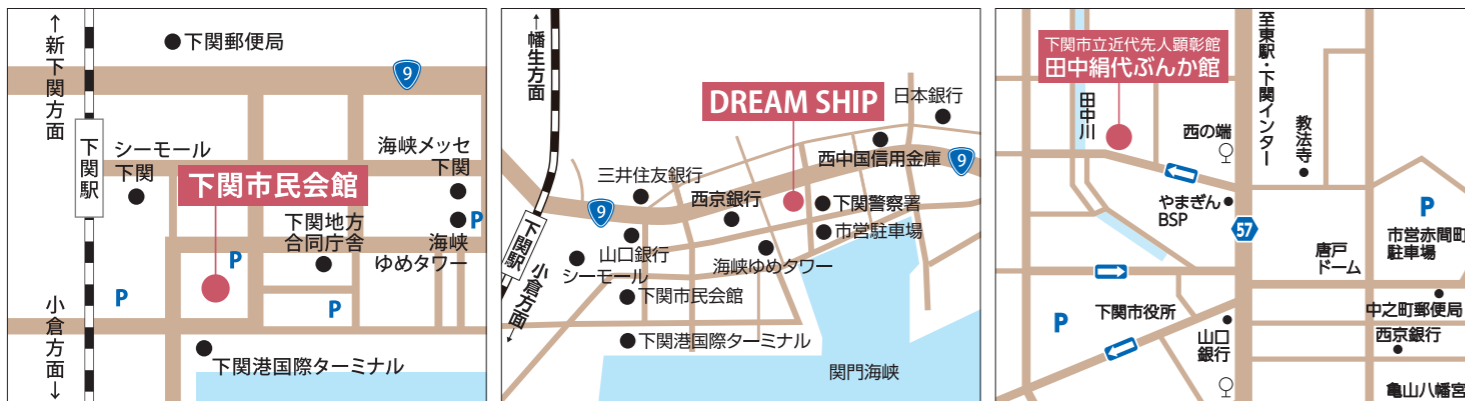 ↑新下関方面
下関郵便局
9
下関駅
シーモール
下関
海峡メッセ
下関
下関市民会館
P
下関地方
合同庁舎
海峡
ゆめタワー
P
P
P
小倉方面↓
下関港国際ターミナル
←幡生方面
DREAM SHIP
日本銀行
西中国信用金庫
9
三井住友銀行
西京銀行
下関警察署
9
市営駐車場
下関駅
山口銀行
シーモール
海峡ゆめタワー
小倉方面→
下関市民会館
下関港国際ターミナル
関門海峡
下関市立近代先人顕彰館
田中絹代ぶんか館
至東駅・下関インター
田中川
西の端
教法寺
やまぎん
BSP
57
P
市営赤間町
駐車場
唐戸
ドーム
下関市役所
中之町郵便局
P
山口
銀行
西京銀行
亀山八幡宮